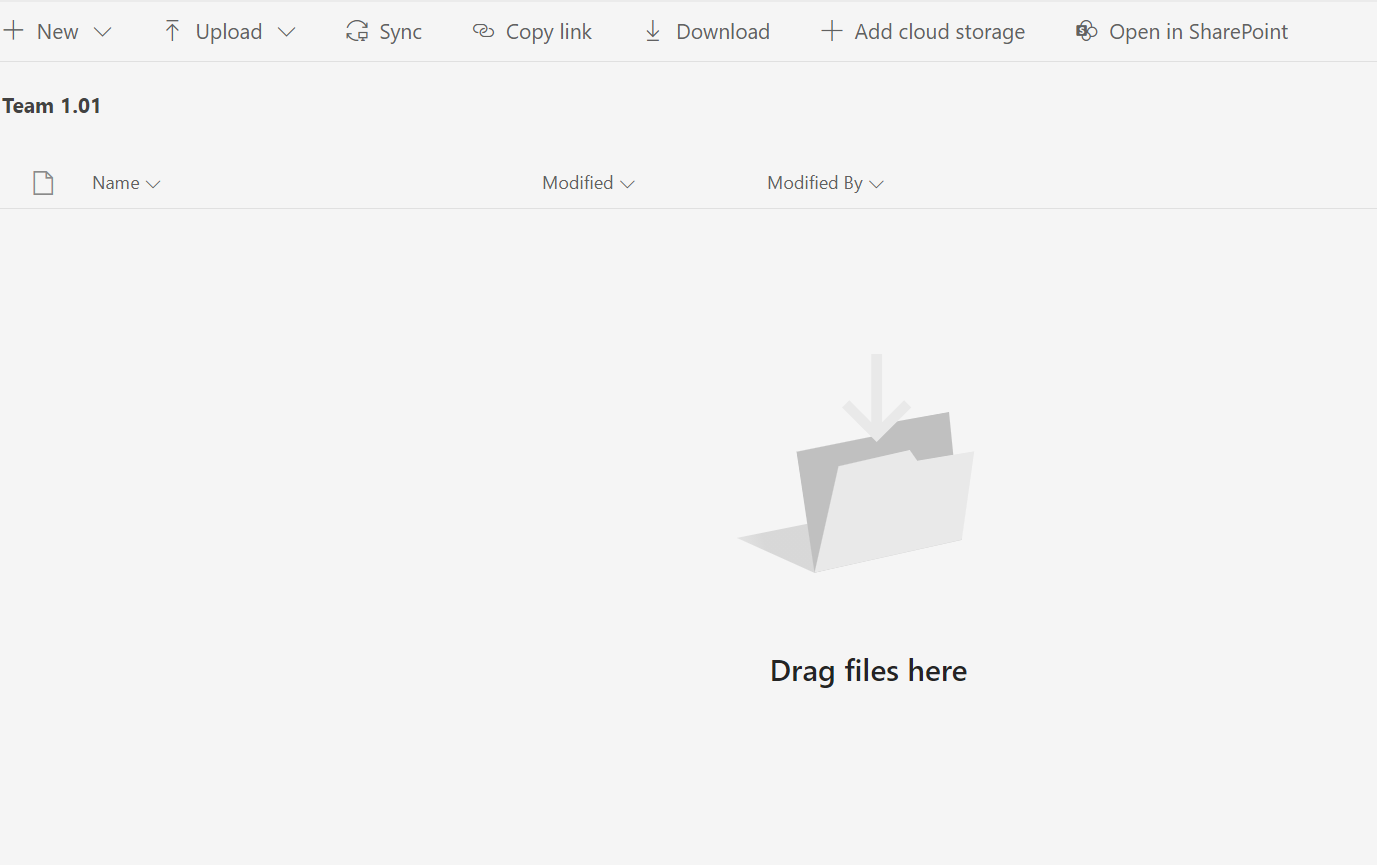 New Upload Sync Copy link Download Add cloud storage Open in SharePoint
Team 1.01
Name Modified Modified By
Drag files here